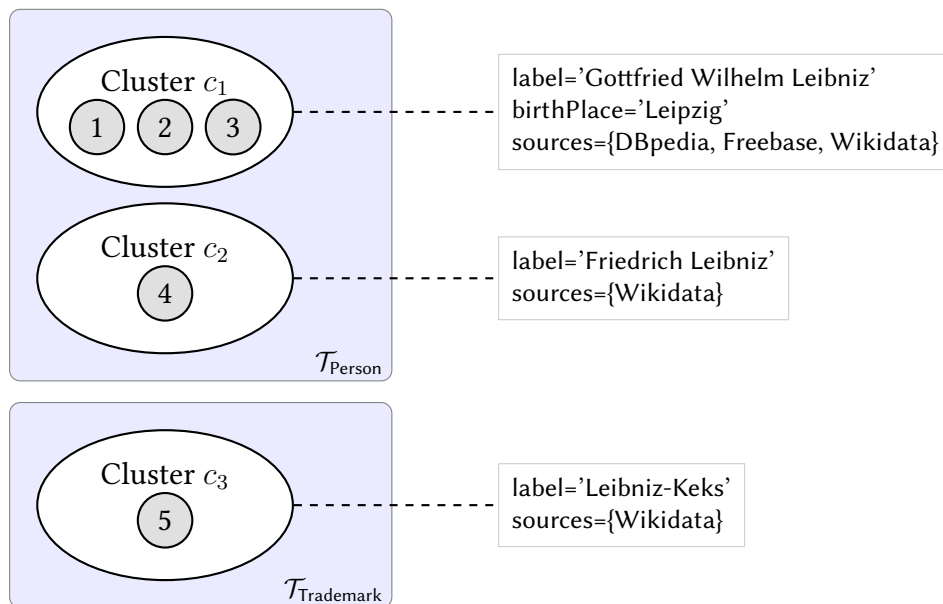 Cluster c₁
1 2 3
label='Gottfried Wilhelm Leibniz'
birthPlace='Leipzig'
sources={DBpedia, Freebase, Wikidata}
Cluster c₂
4
label='Friedrich Leibniz'
sources={Wikidata}
𝒯Person
Cluster c₃
5
label='Leibniz-Keks'
sources={Wikidata}
𝒯Trademark